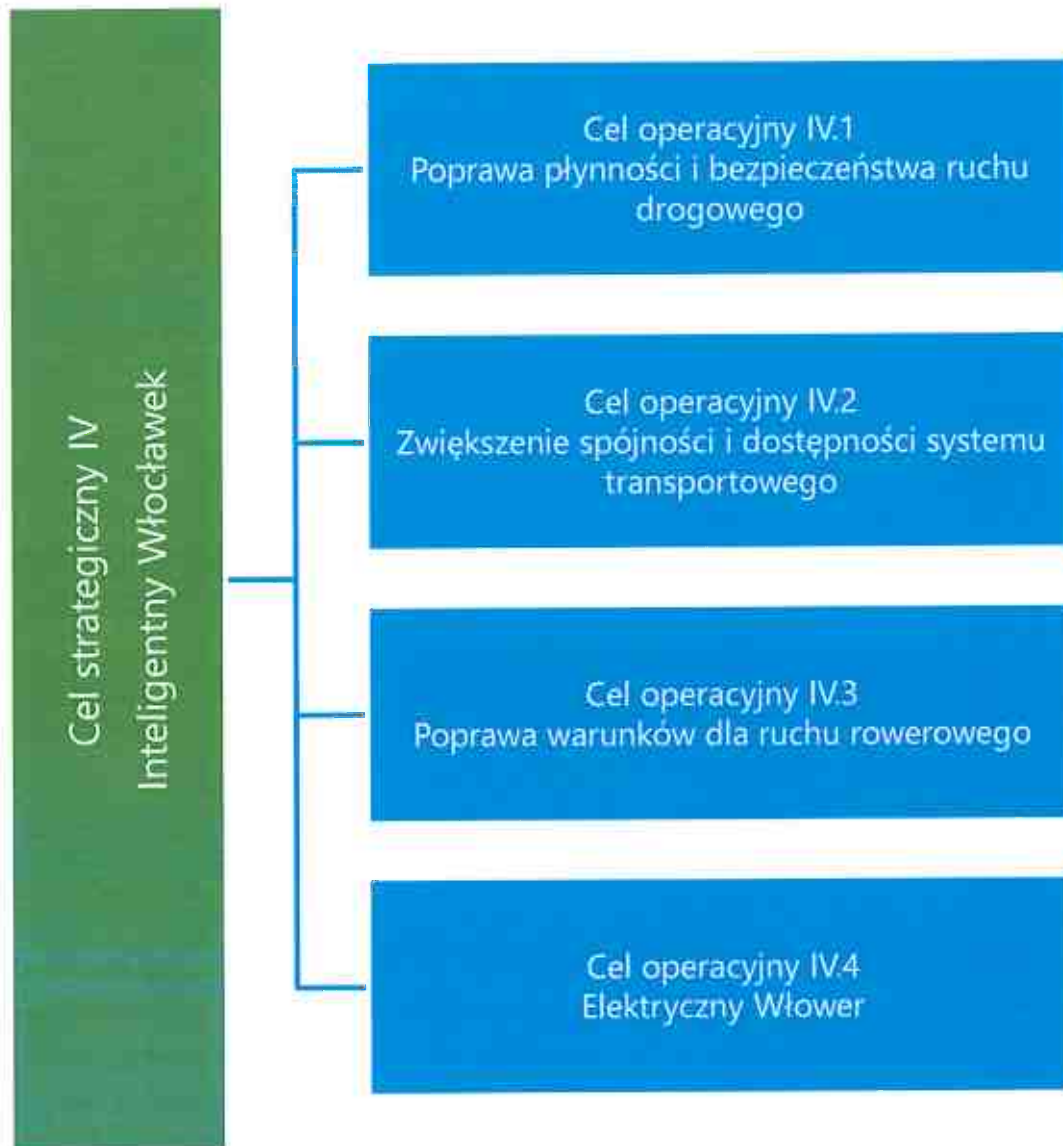 Cel strategiczny IV
Inteligentny Włocławek
Cel operacyjny IV.1
Poprawa płynności i bezpieczeństwa ruchu
drogowego
Cel operacyjny IV.2
Zwiększenie spójności i dostępności systemu
transportowego
Cel operacyjny IV.3
Poprawa warunków dla ruchu rowerowego
Cel operacyjny IV.4
Elektryczny Włower